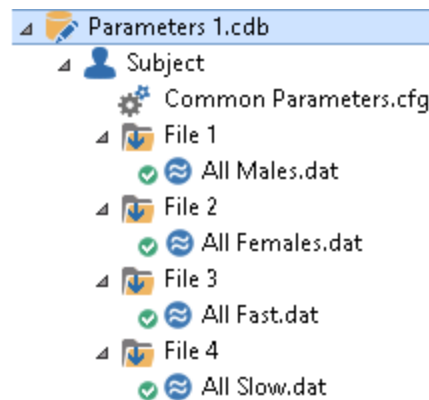 Parameters 1.cdb
Subject
Common Parameters.cfg
File 1
All Males.dat
File 2
All Females.dat
File 3
All Fast.dat
File 4
All Slow.dat